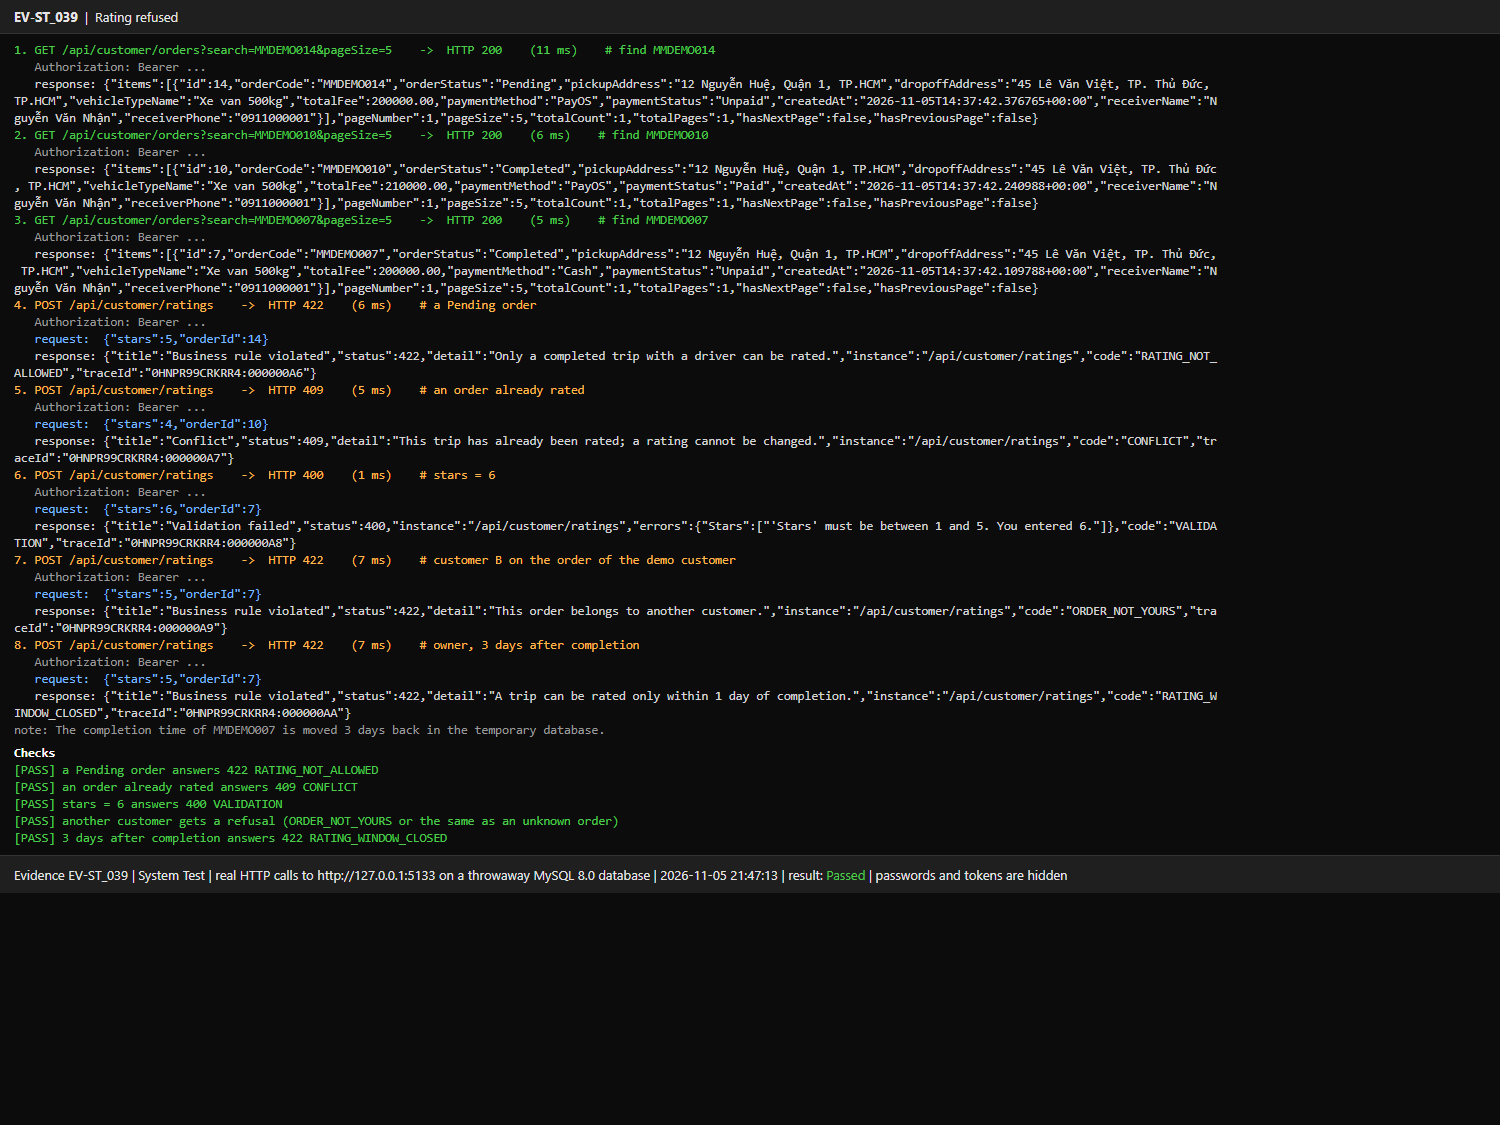 EV-ST_039 | Rating refused
1. GET /api/customer/orders?search=MMDEMO014&pageSize=5    ->  HTTP 200    (11 ms)    # find MMDEMO014
Authorization: Bearer ...
response: {"items":[{"id":14,"orderCode":"MMDEMO014","orderStatus":"Pending","pickupAddress":"12 Nguyễn Huệ, Quận 1, TP.HCM","dropoffAddress":"45 Lê Văn Việt, TP. Thủ Đức,
TP.HCM","vehicleTypeName":"Xe van 500kg","totalFee":200000.00,"paymentMethod":"PayOS","paymentStatus":"Unpaid","createdAt":"2026-11-05T14:37:42.376765+00:00","receiverName":"N
guyễn Văn Nhận","receiverPhone":"0911000001"}],"pageNumber":1,"pageSize":5,"totalCount":1,"totalPages":1,"hasNextPage":false,"hasPreviousPage":false}
2. GET /api/customer/orders?search=MMDEMO010&pageSize=5    ->  HTTP 200    (6 ms)    # find MMDEMO010
Authorization: Bearer ...
response: {"items":[{"id":10,"orderCode":"MMDEMO010","orderStatus":"Completed","pickupAddress":"12 Nguyễn Huệ, Quận 1, TP.HCM","dropoffAddress":"45 Lê Văn Việt, TP. Thủ Đức
, TP.HCM","vehicleTypeName":"Xe van 500kg","totalFee":210000.00,"paymentMethod":"PayOS","paymentStatus":"Paid","createdAt":"2026-11-05T14:37:42.240988+00:00","receiverName":"N
guyễn Văn Nhận","receiverPhone":"0911000001"}],"pageNumber":1,"pageSize":5,"totalCount":1,"totalPages":1,"hasNextPage":false,"hasPreviousPage":false}
3. GET /api/customer/orders?search=MMDEMO007&pageSize=5    ->  HTTP 200    (5 ms)    # find MMDEMO007
Authorization: Bearer ...
response: {"items":[{"id":7,"orderCode":"MMDEMO007","orderStatus":"Completed","pickupAddress":"12 Nguyễn Huệ, Quận 1, TP.HCM","dropoffAddress":"45 Lê Văn Việt, TP. Thủ Đức,
TP.HCM","vehicleTypeName":"Xe van 500kg","totalFee":200000.00,"paymentMethod":"Cash","paymentStatus":"Unpaid","createdAt":"2026-11-05T14:37:42.109788+00:00","receiverName":"N
guyễn Văn Nhận","receiverPhone":"0911000001"}],"pageNumber":1,"pageSize":5,"totalCount":1,"totalPages":1,"hasNextPage":false,"hasPreviousPage":false}
4. POST /api/customer/ratings    ->  HTTP 422    (6 ms)    # a Pending order
Authorization: Bearer ...
request:  {"stars":5,"orderId":14}
response: {"title":"Business rule violated","status":422,"detail":"Only a completed trip with a driver can be rated.","instance":"/api/customer/ratings","code":"RATING_NOT_
ALLOWED","traceId":"0HNPR99CRKRR4:000000A6"}
5. POST /api/customer/ratings    ->  HTTP 409    (5 ms)    # an order already rated
Authorization: Bearer ...
request:  {"stars":4,"orderId":10}
response: {"title":"Conflict","status":409,"detail":"This trip has already been rated; a rating cannot be changed.","instance":"/api/customer/ratings","code":"CONFLICT","tr
aceId":"0HNPR99CRKRR4:000000A7"}
6. POST /api/customer/ratings    ->  HTTP 400    (1 ms)    # stars = 6
Authorization: Bearer ...
request:  {"stars":6,"orderId":7}
response: {"title":"Validation failed","status":400,"instance":"/api/customer/ratings","errors":{"Stars":["'Stars' must be between 1 and 5. You entered 6."]},"code":"VALIDA
TION","traceId":"0HNPR99CRKRR4:000000A8"}
7. POST /api/customer/ratings    ->  HTTP 422    (7 ms)    # customer B on the order of the demo customer
Authorization: Bearer ...
request:  {"stars":5,"orderId":7}
response: {"title":"Business rule violated","status":422,"detail":"This order belongs to another customer.","instance":"/api/customer/ratings","code":"ORDER_NOT_YOURS","tra
ceId":"0HNPR99CRKRR4:000000A9"}
8. POST /api/customer/ratings    ->  HTTP 422    (7 ms)    # owner, 3 days after completion
Authorization: Bearer ...
request:  {"stars":5,"orderId":7}
response: {"title":"Business rule violated","status":422,"detail":"A trip can be rated only within 1 day of completion.","instance":"/api/customer/ratings","code":"RATING_W
INDOW_CLOSED","traceId":"0HNPR99CRKRR4:000000AA"}
note: The completion time of MMDEMO007 is moved 3 days back in the temporary database.
Checks
[PASS] a Pending order answers 422 RATING_NOT_ALLOWED
[PASS] an order already rated answers 409 CONFLICT
[PASS] stars = 6 answers 400 VALIDATION
[PASS] another customer gets a refusal (ORDER_NOT_YOURS or the same as an unknown order)
[PASS] 3 days after completion answers 422 RATING_WINDOW_CLOSED
Evidence EV-ST_039 | System Test | real HTTP calls to http://127.0.0.1:5133 on a throwaway MySQL 8.0 database | 2026-11-05 21:47:13 | result: Passed | passwords and tokens are hidden